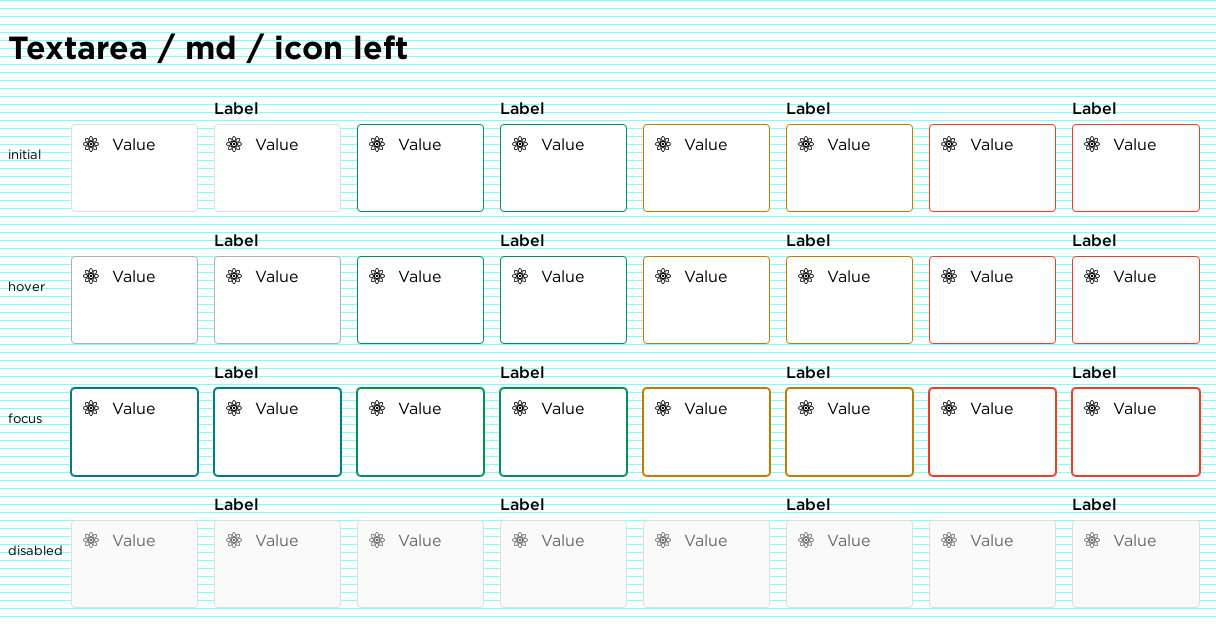 Textarea / md / icon left
Label Label Label Label
initial Value Value Value Value Value Value Value Value
Label Label Label Label
hover Value Value Value Value Value Value Value Value
Label Label Label Label
focus Value Value Value Value Value Value Value Value
Label Label Label Label
disabled Value Value Value Value Value Value Value Value